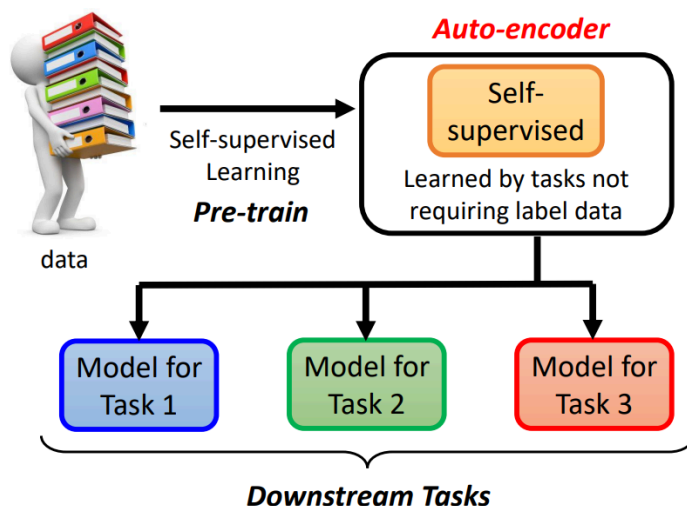 Auto-encoder
Self-
supervised
Learned by tasks not
requiring label data
Self-supervised
Learning
Pre-train
data
Model for
Task 1
Model for
Task 2
Model for
Task 3
Downstream Tasks